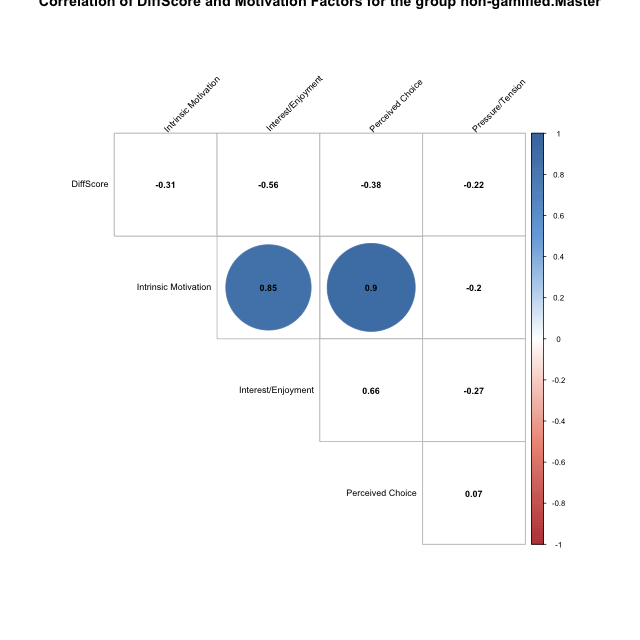 Correlation of DiffScore and Motivation Factors for the group non-gamified.Master
Intrinsic Motivation
Interest/Enjoyment
Perceived Choice
Pressure/Tension
DiffScore -0.31 -0.56 -0.38 -0.22
Intrinsic Motivation 0.85 0.9 -0.2
Interest/Enjoyment 0.66 -0.27
Perceived Choice 0.07
1
0.8
0.6
0.4
0.2
0
-0.2
-0.4
-0.6
-0.8
-1